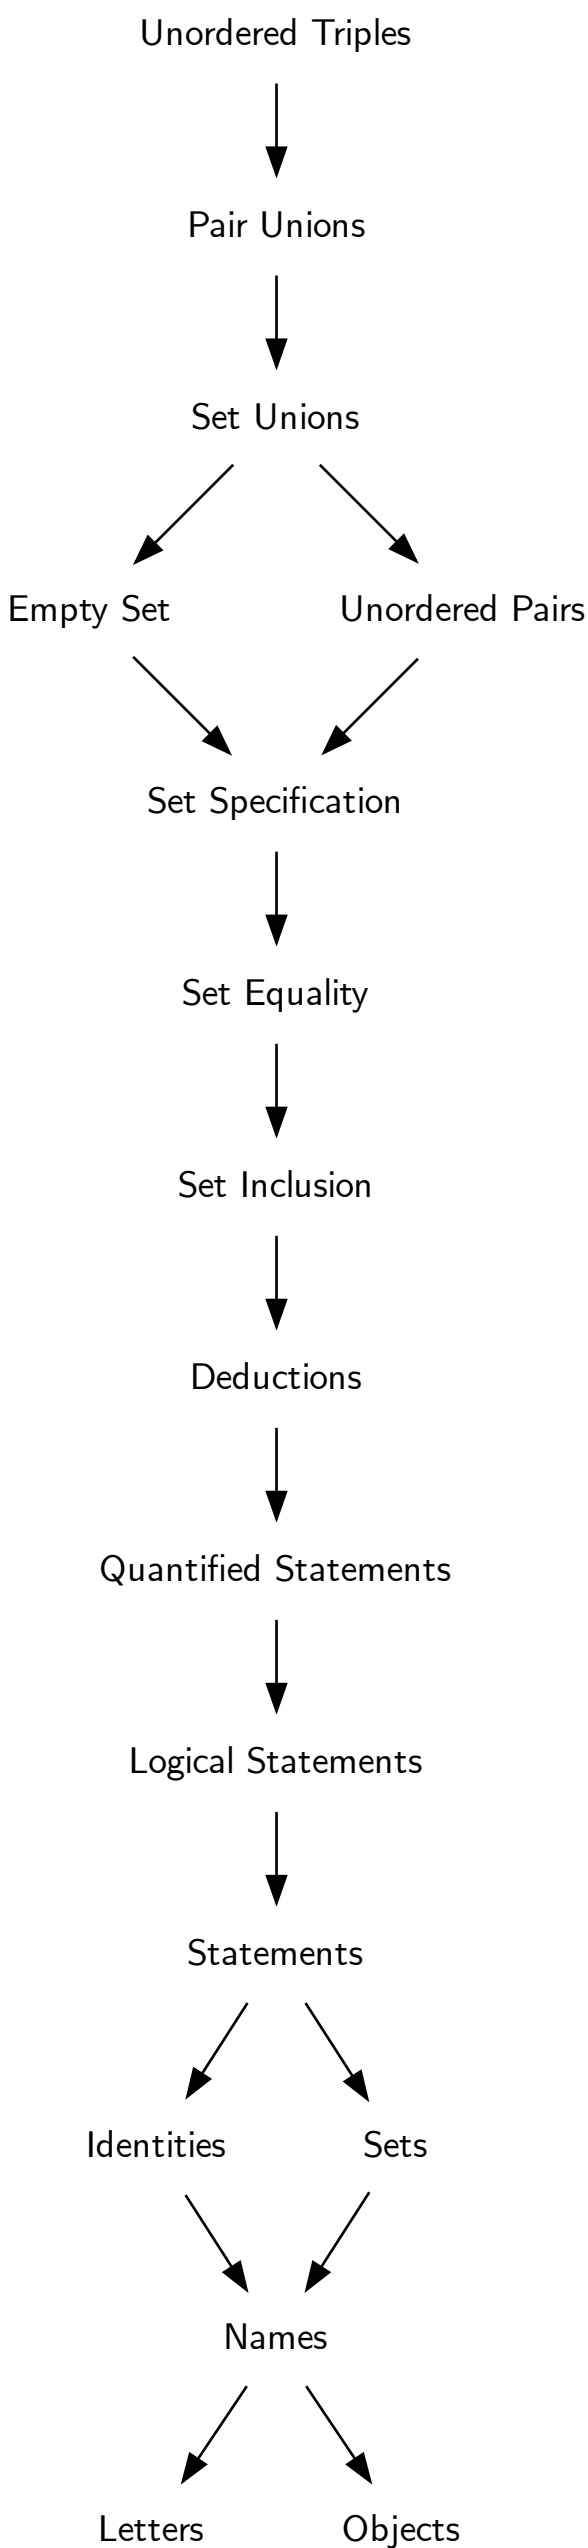 Unordered Triples
Pair Unions
Set Unions
Empty Set
Unordered Pairs
Set Specification
Set Equality
Set Inclusion
Deductions
Quantified Statements
Logical Statements
Statements
Identities
Sets
Names
Letters
Objects